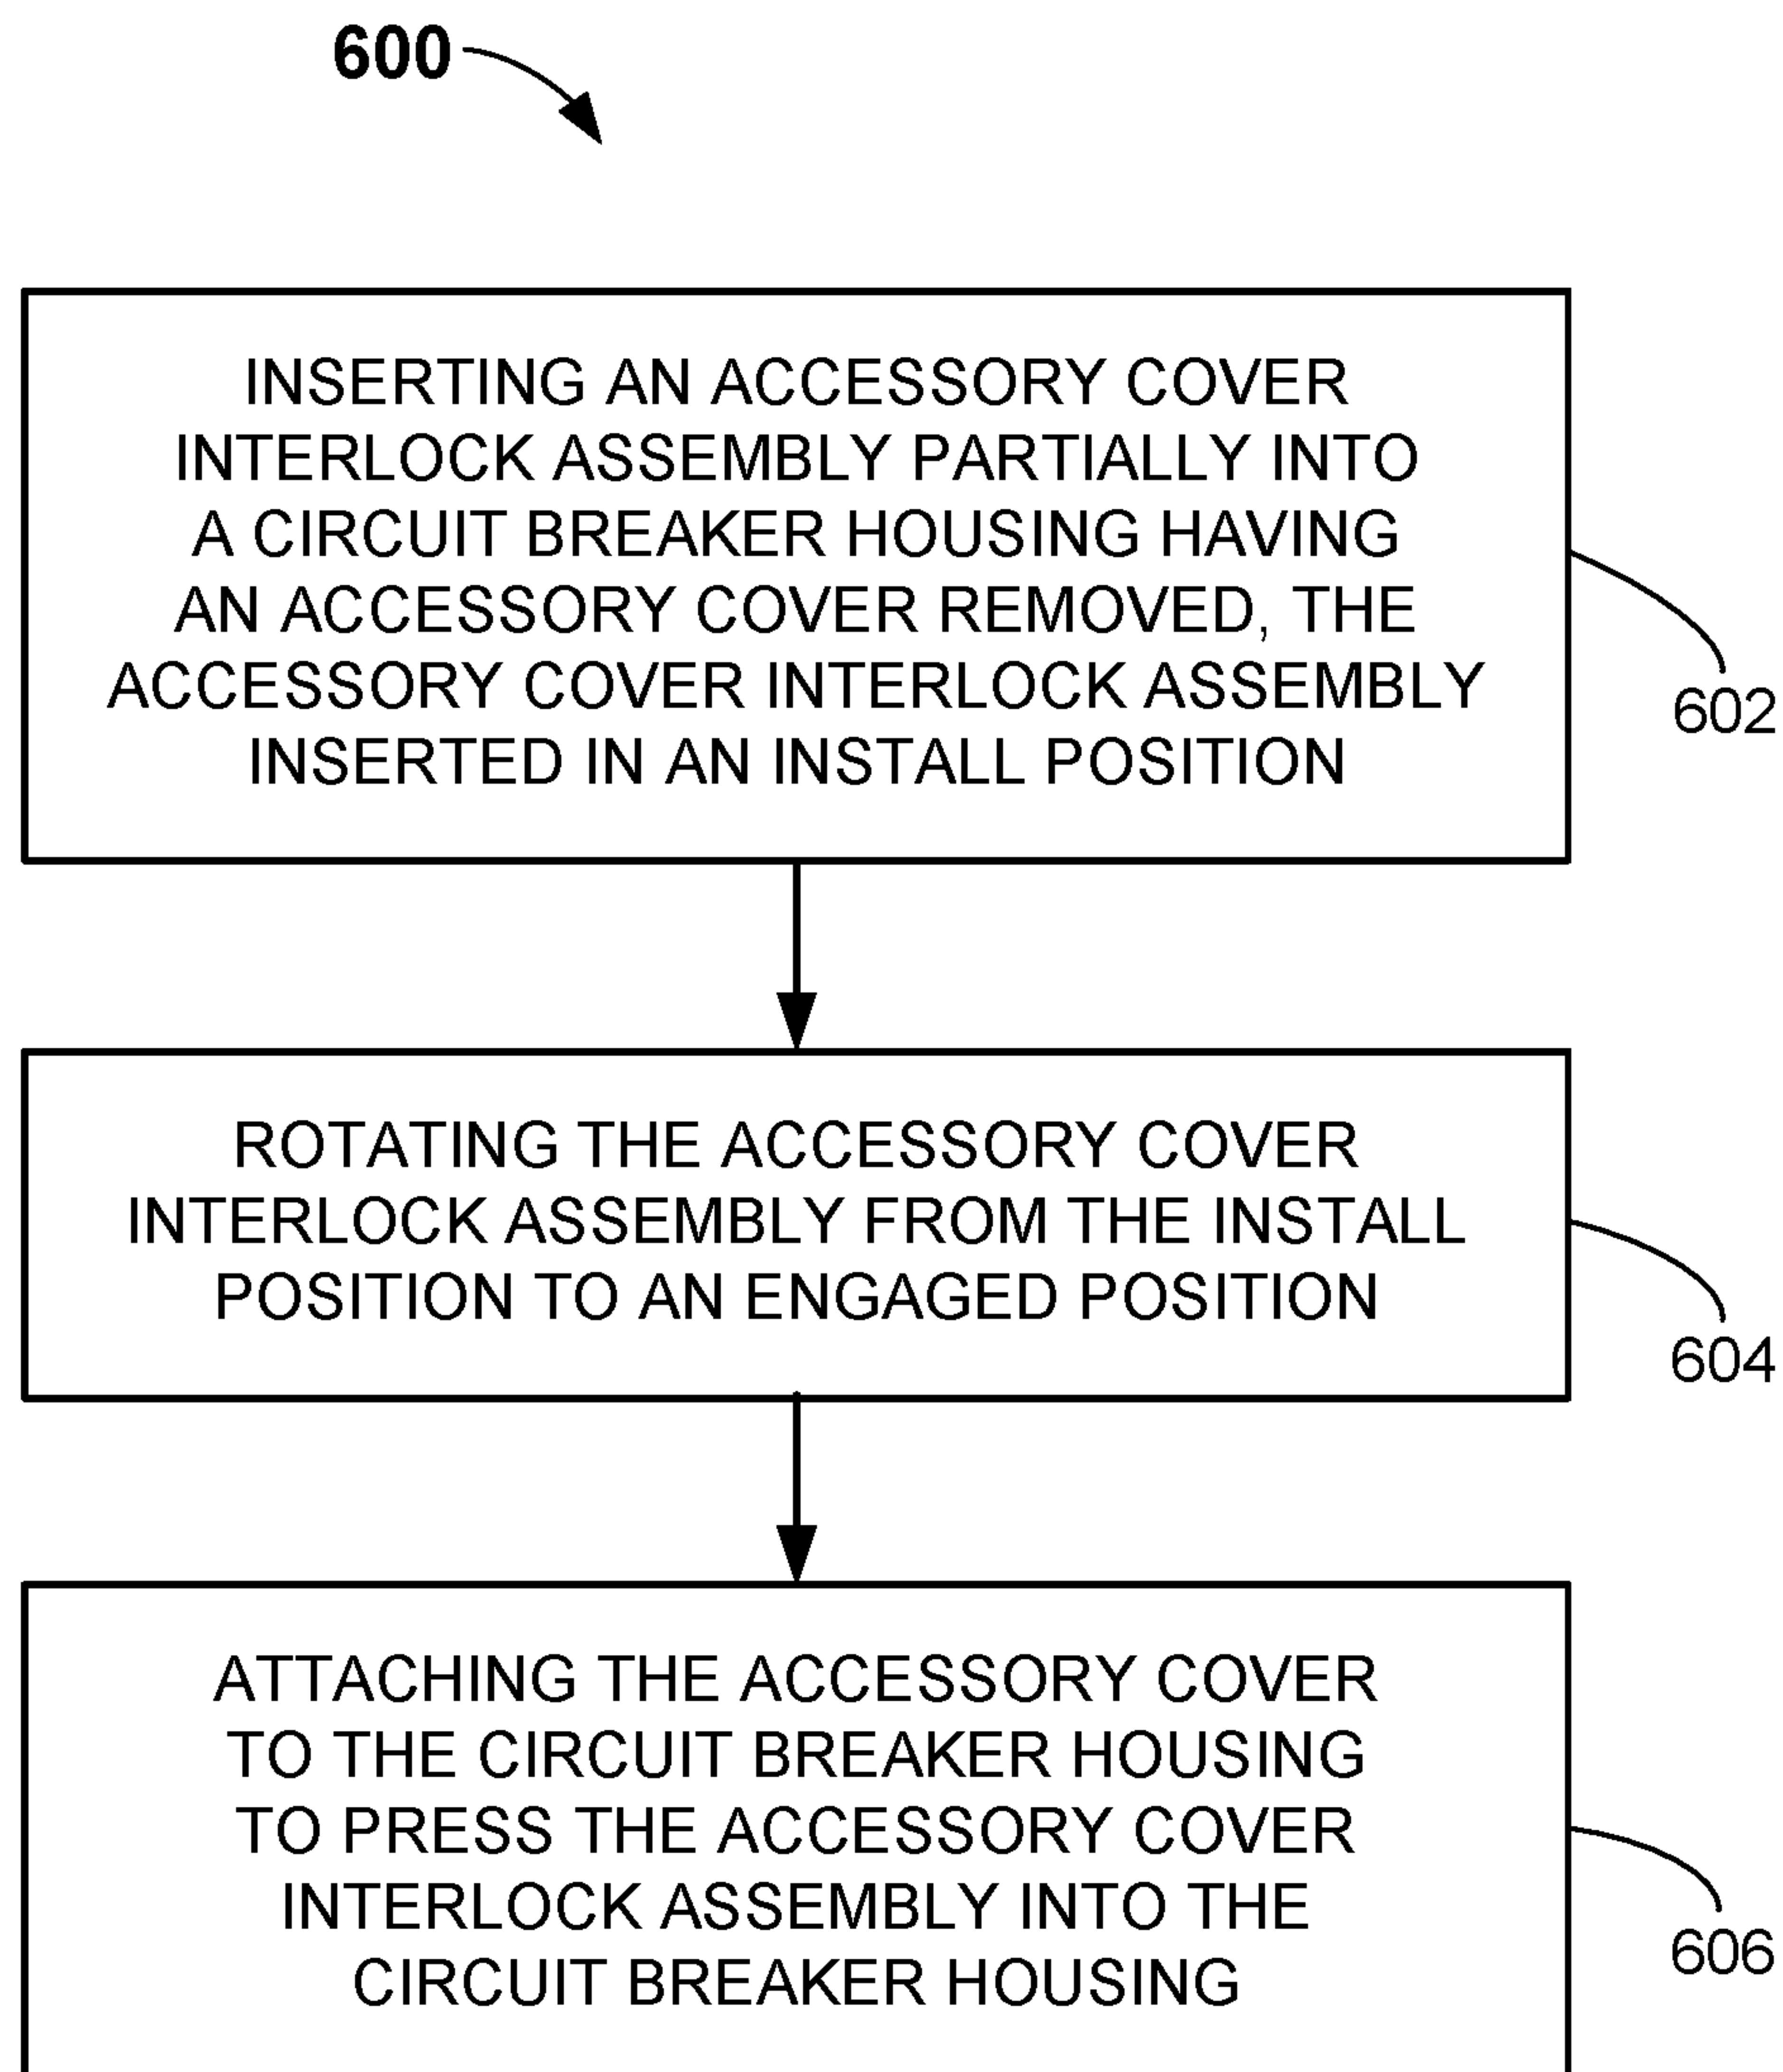 600
INSERTING AN ACCESSORY COVER
INTERLOCK ASSEMBLY PARTIALLY INTO
A CIRCUIT BREAKER HOUSING HAVING
AN ACCESSORY COVER REMOVED, THE
ACCESSORY COVER INTERLOCK ASSEMBLY
INSERTED IN AN INSTALL POSITION
602
ROTATING THE ACCESSORY COVER
INTERLOCK ASSEMBLY FROM THE INSTALL
POSITION TO AN ENGAGED POSITION
604
ATTACHING THE ACCESSORY COVER
TO THE CIRCUIT BREAKER HOUSING
TO PRESS THE ACCESSORY COVER
INTERLOCK ASSEMBLY INTO THE
CIRCUIT BREAKER HOUSING
606